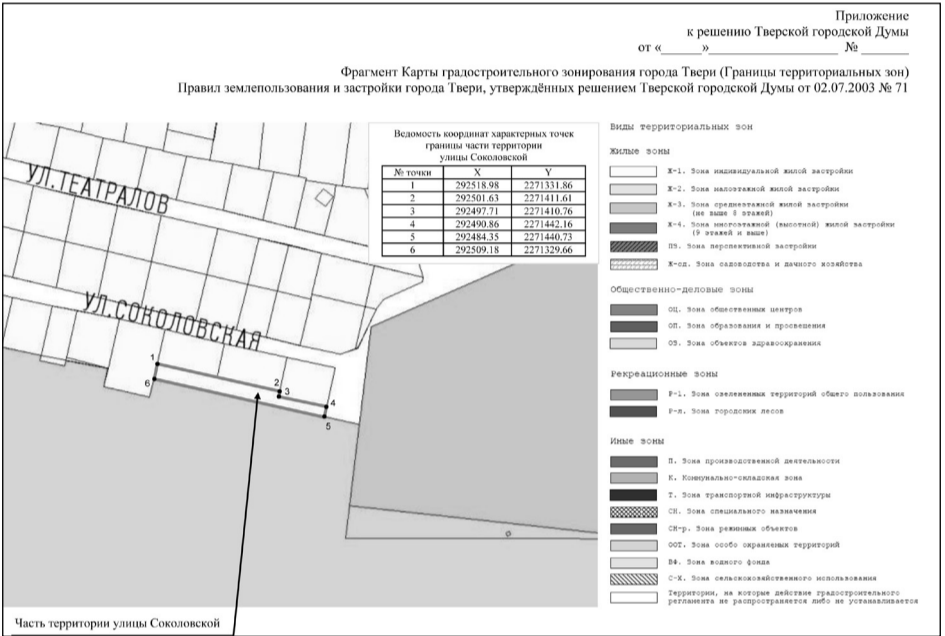 Приложение
к решению Тверской городской Думы
от «______»____________________ № _______
Фрагмент Карты градостроительного зонирования города Твери (Границы территориальных зон)
Правил землепользования и застройки города Твери, утверждённых решением Тверской городской Думы от 02.07.2003 № 71
Ведомость координат характерных точек
границы части территории
улицы Соколовской
№ точки X Y
1 292518.98 2271331.86
2 292501.63 2271411.61
3 292497.71 2271410.76
4 292490.86 2271442.16
5 292484.35 2271440.73
6 292509.18 2271329.66
УЛ.ТЕАТРАЛОВ
УЛ.СОКОЛОВСКАЯ
1
2
3
4
5
6
Часть территории улицы Соколовской
Виды территориальных зон
Жилые зоны
Ж-1. Зона индивидуальной жилой застройки
Ж-2. Зона малоэтажной жилой застройки
Ж-3. Зона среднеэтажной жилой застройки
(не выше 8 этажей)
Ж-4. Зона многоэтажной (высотной) жилой застройки
(9 этажей и выше)
ПЗ. Зона перспективной застройки
Ж-сд. Зона садоводства и дачного хозяйства
Общественно-деловые зоны
ОЦ. Зона общественных центров
ОП. Зона образования и просвещения
ОЗ. Зона объектов здравоохранения
Рекреационные зоны
Р-1. Зона озелененных территорий общего пользования
Р-л. Зона городских лесов
Иные зоны
П. Зона производственной деятельности
К. Коммунально-складовая зона
Т. Зона транспортной инфраструктуры
СН. Зона специального назначения
СН-р. Зона режимных объектов
ООТ. Зона особо охраняемых территорий
ВФ. Зона водного фонда
С-Х. Зона сельскохозяйственного использования
Территории, на которые действие градостроительного
регламента не распространяется либо не устанавливается